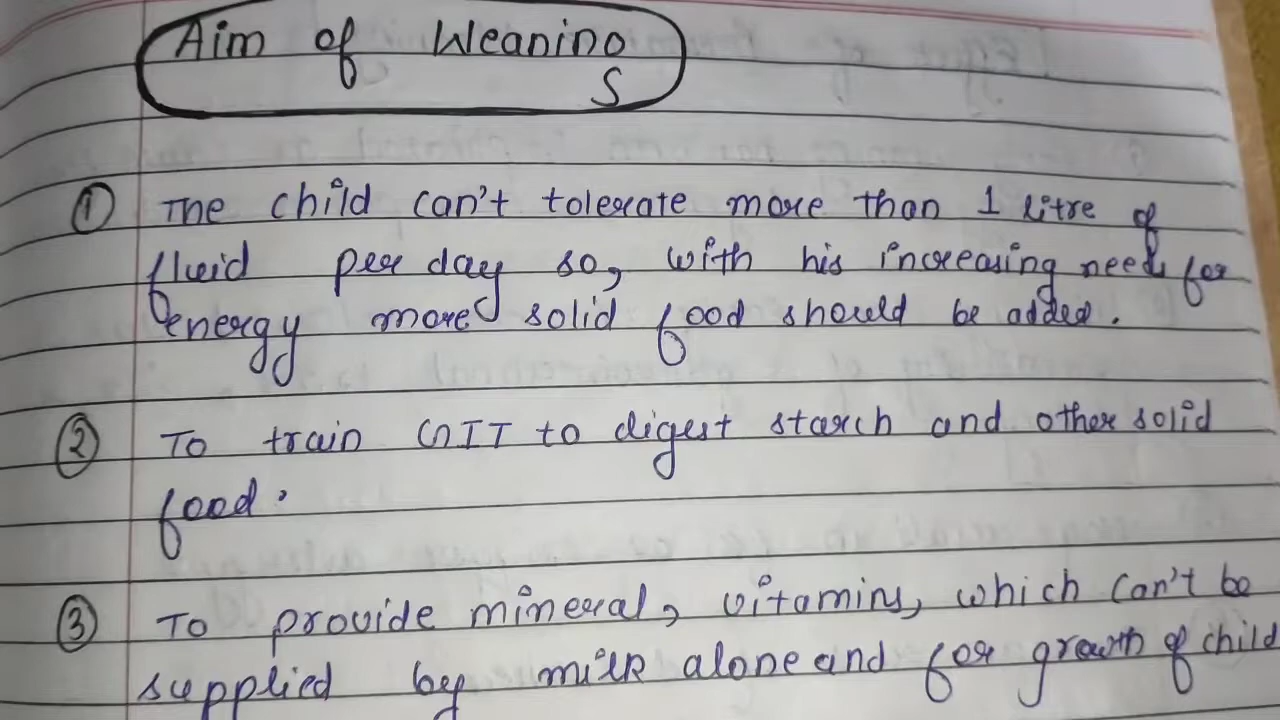 Aim of Weaning
① The child can't tolerate more than 1 litre of
fluid per day so, with his increasing need for
energy more solid food should be added.
② To train GIT to digest starch and other solid
food.
③ To provide mineral, vitamins, which can't be
supplied by milk alone and for growth of child